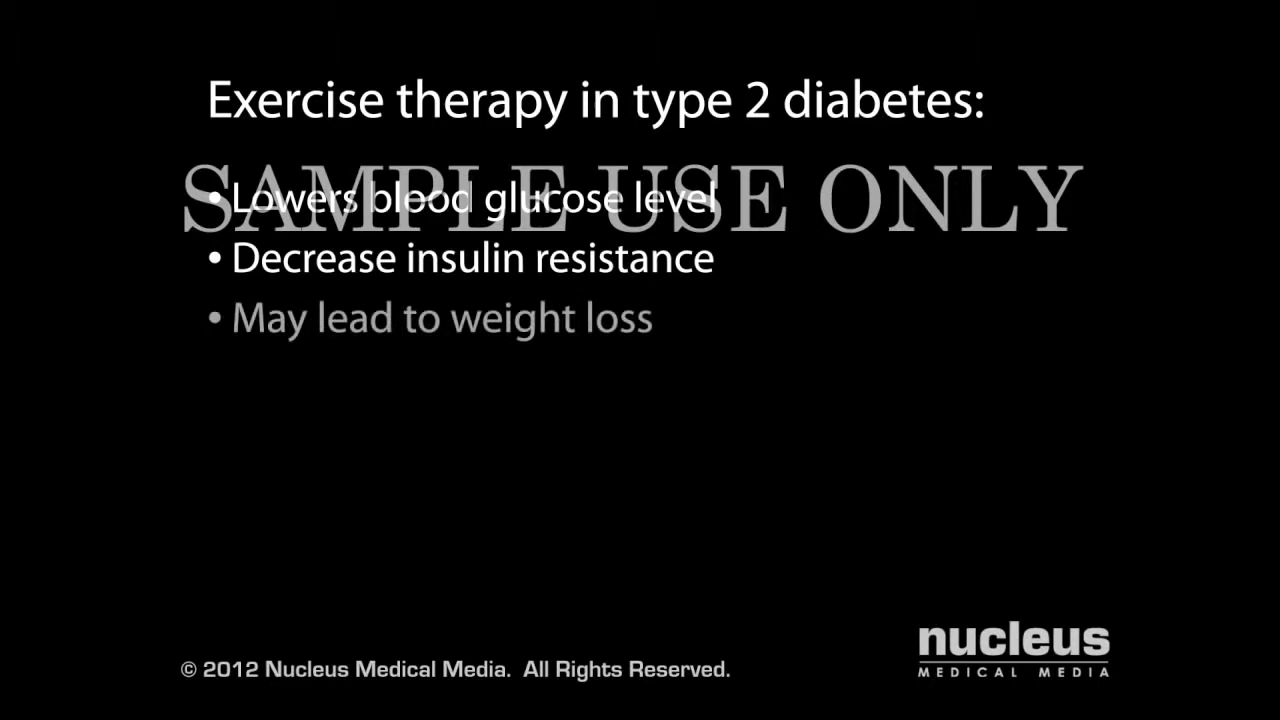 Exercise therapy in type 2 diabetes:
SAMPLE USE ONLY
• Lowers blood glucose level
• Decrease insulin resistance
• May lead to weight loss
nucleus
MEDICAL MEDIA
© 2012 Nucleus Medical Media. All Rights Reserved.